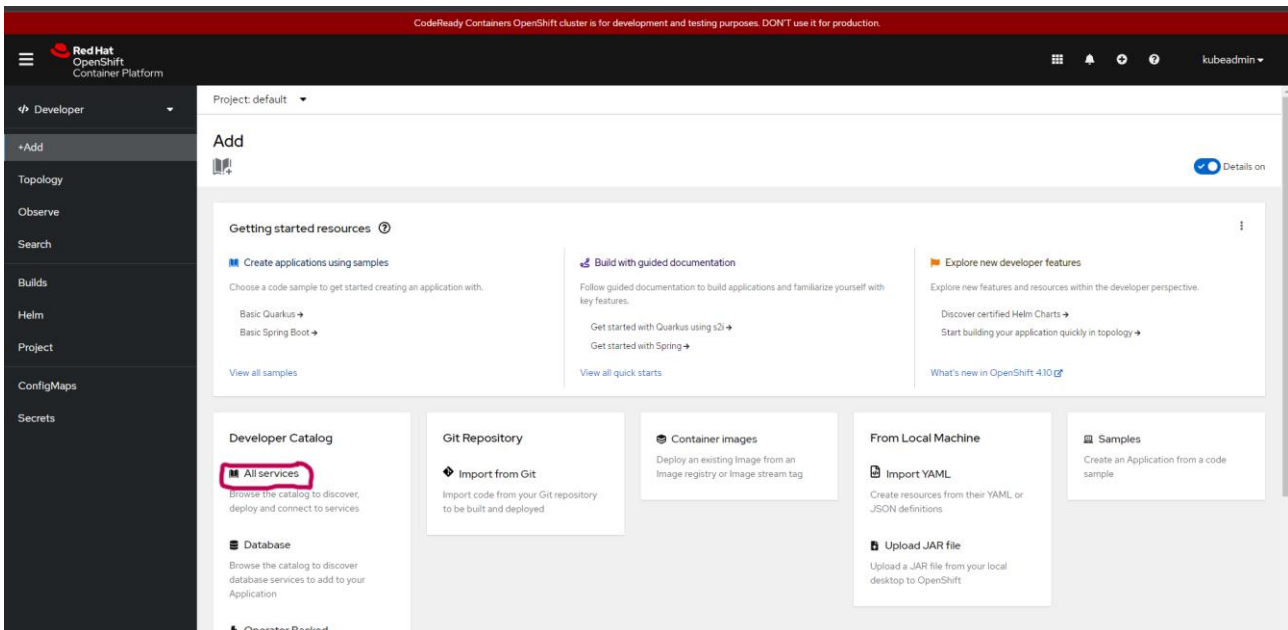 CodeReady Containers OpenShift cluster is for development and testing purposes. DON'T use it for production.
Red Hat
OpenShift
Container Platform
kubeadmin
Developer
Project: default
+Add
Topology
Observe
Search
Builds
Helm
Project
ConfigMaps
Secrets
Add
Details on
Getting started resources
Create applications using samples
Choose a code sample to get started creating an application with.
Basic Quarkus →
Basic Spring Boot →
View all samples
Build with guided documentation
Follow guided documentation to build applications and familiarize yourself with
key features.
Get started with Quarkus using s2i →
Get started with Spring →
View all quick starts
Explore new developer features
Explore new features and resources within the developer perspective.
Discover certified Helm Charts →
Start building your application quickly in topology →
What's new in OpenShift 4.10
Developer Catalog
All services
Browse the catalog to discover,
deploy and connect to services
Database
Browse the catalog to discover
database services to add to your
Application
Operator Backed
Git Repository
Import from Git
Import code from your Git repository
to be built and deployed
Container images
Deploy an existing Image from an
Image registry or Image stream tag
From Local Machine
Import YAML
Create resources from their YAML or
JSON definitions
Upload JAR file
Upload a JAR file from your local
desktop to OpenShift
Samples
Create an Application from a code
sample